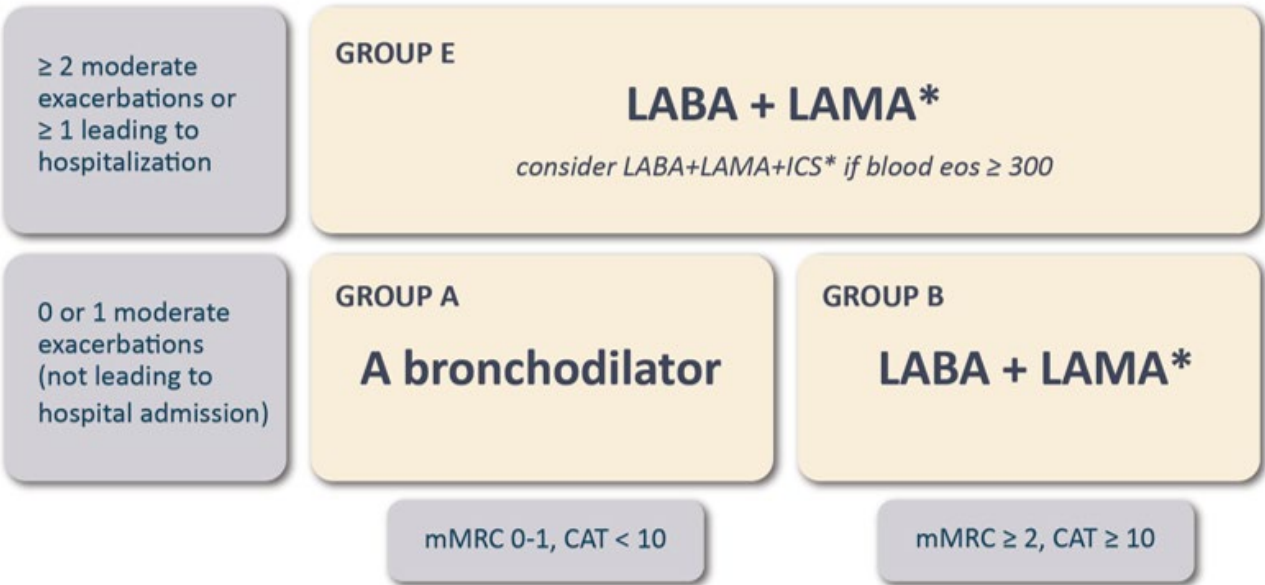 ≥ 2 moderate
exacerbations or
≥ 1 leading to
hospitalization
GROUP E
LABA + LAMA*
consider LABA+LAMA+ICS* if blood eos ≥ 300
0 or 1 moderate
exacerbations
(not leading to
hospital admission)
GROUP A
A bronchodilator
GROUP B
LABA + LAMA*
mMRC 0-1, CAT < 10
mMRC ≥ 2, CAT ≥ 10